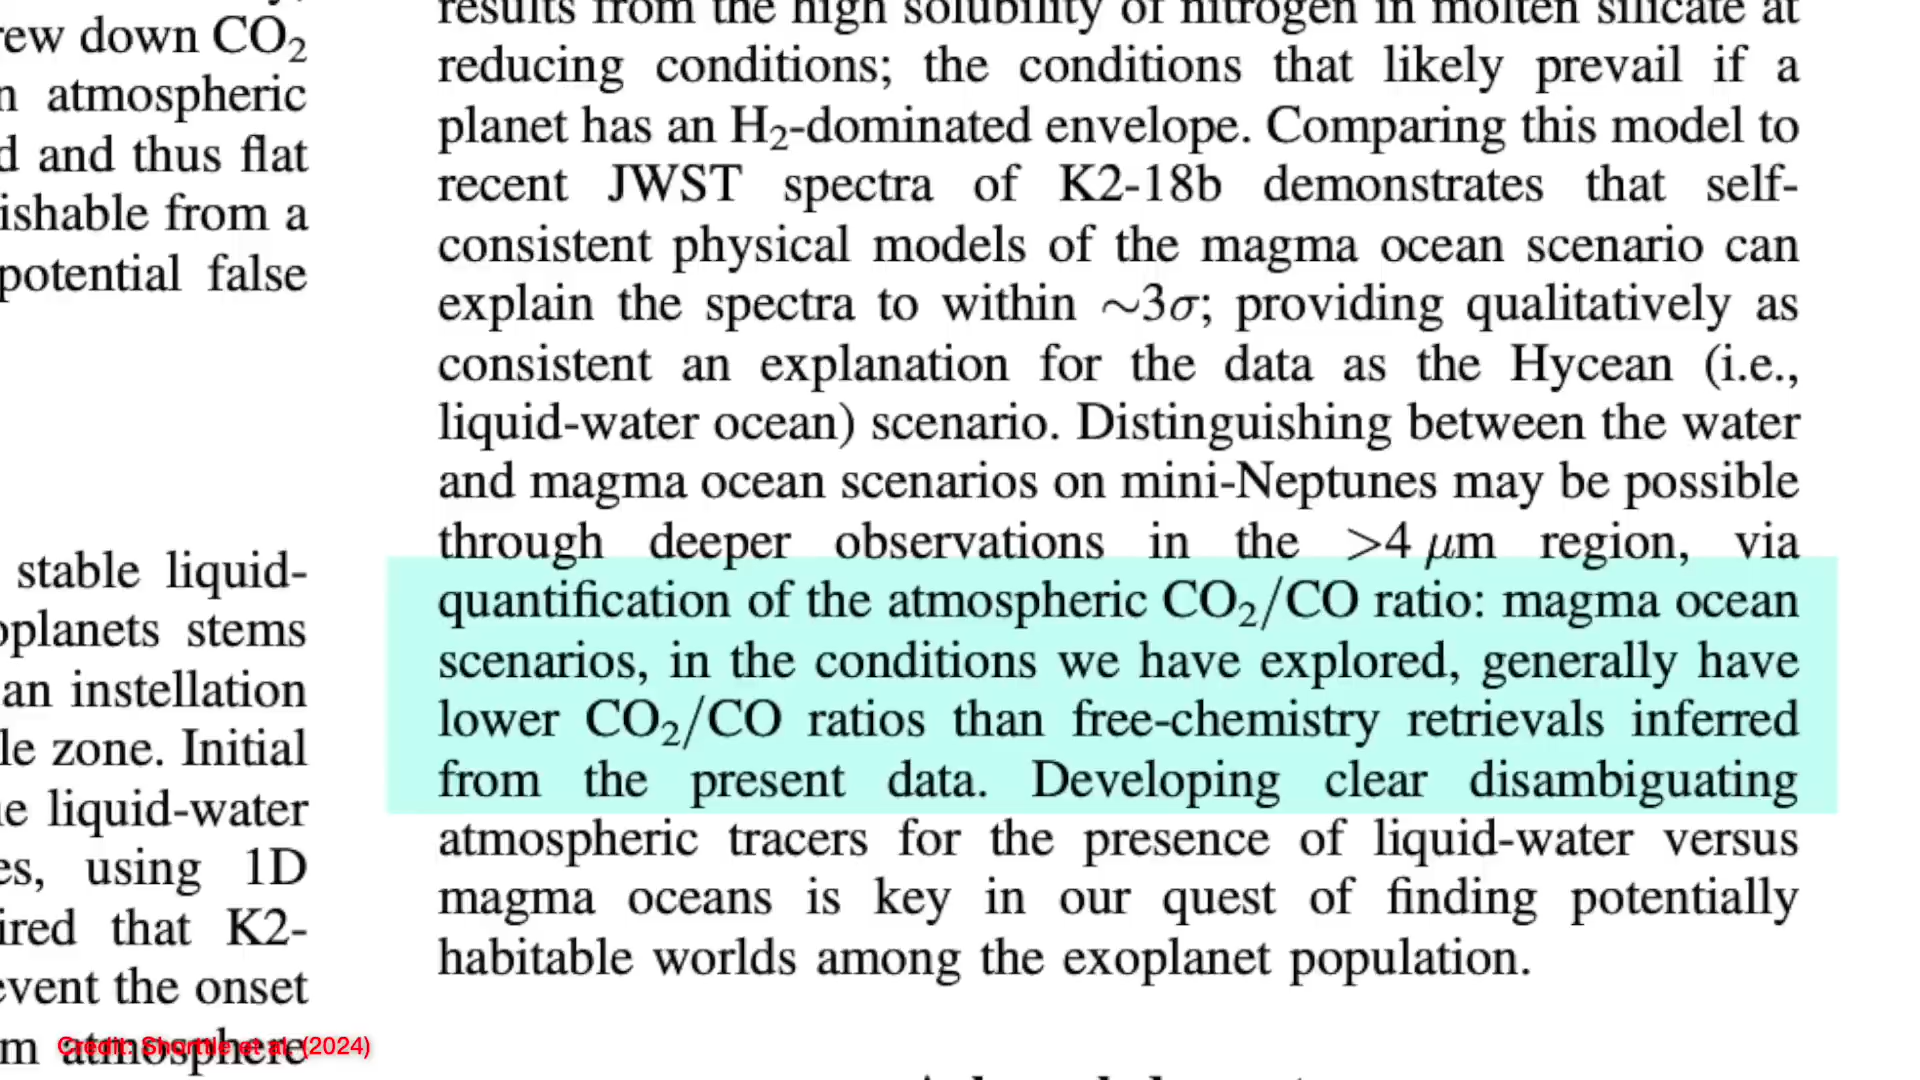 rew down CO₂
n atmospheric
d and thus flat
ishable from a
potential false
stable liquid-
oplanets stems
an instellation
le zone. Initial
ne liquid-water
es, using 1D
ired that K2-
event the onset
m atmosphere
results from the high solubility of nitrogen in molten silicate at
reducing conditions; the conditions that likely prevail if a
planet has an H₂-dominated envelope. Comparing this model to
recent JWST spectra of K2-18b demonstrates that self-
consistent physical models of the magma ocean scenario can
explain the spectra to within ~3σ; providing qualitatively as
consistent an explanation for the data as the Hycean (i.e.,
liquid-water ocean) scenario. Distinguishing between the water
and magma ocean scenarios on mini-Neptunes may be possible
through deeper observations in the >4 μm region, via
quantification of the atmospheric CO₂/CO ratio: magma ocean
scenarios, in the conditions we have explored, generally have
lower CO₂/CO ratios than free-chemistry retrievals inferred
from the present data. Developing clear disambiguating
atmospheric tracers for the presence of liquid-water versus
magma oceans is key in our quest of finding potentially
habitable worlds among the exoplanet population.
Credit: Shorttle et al. (2024)